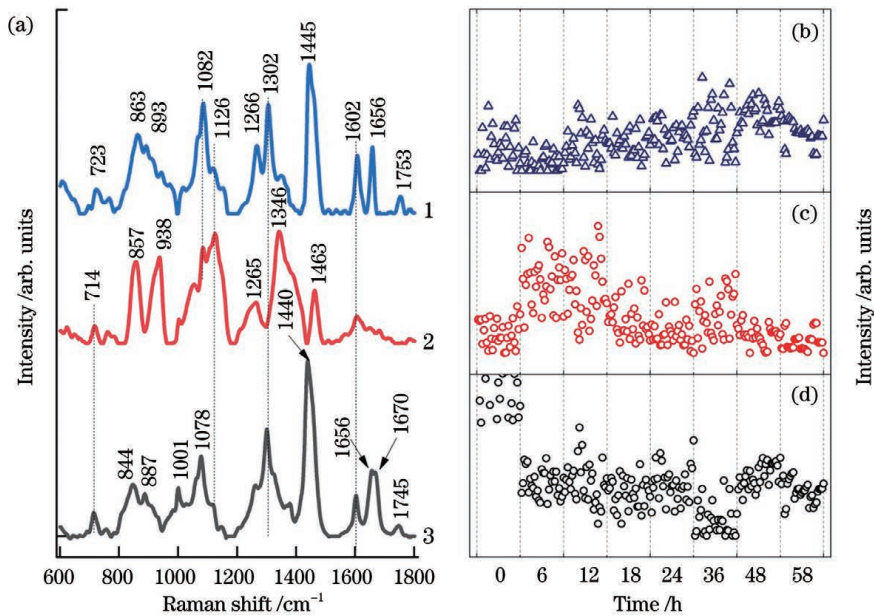 (a)
723
863
893
1082
1126
1266
1302
1445
1602
1656
1753
1
714
857
938
1265
1346
1440
1463
2
844
887
1001
1078
1656
1670
1745
3
600 800 1000 1200 1400 1600 1800
Raman shift /cm⁻¹
Intensity /arb. units
(b)
(c)
(d)
0 6 12 18 24 36 48 58
Time /h
Intensity /arb. units